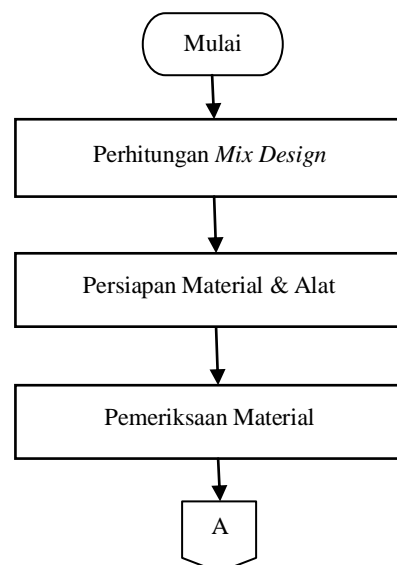 Mulai
Perhitungan Mix Design
Persiapan Material & Alat
Pemeriksaan Material
A